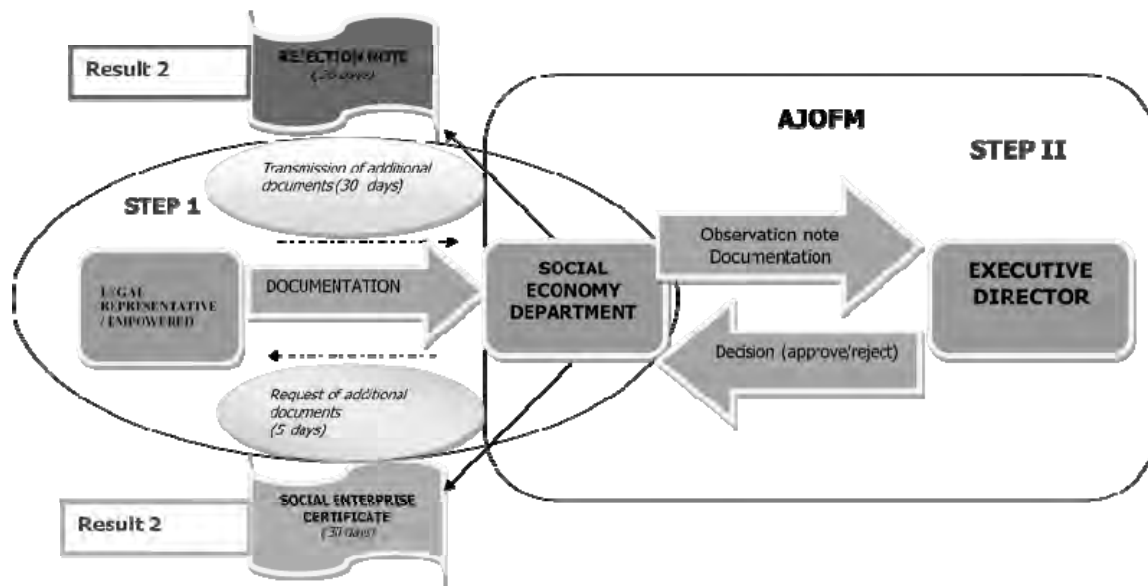 Result 2
REJECTION NOTE
AJOFM
STEP II
STEP 1
Transmission of additional
documents (30 days)
LEGAL
REPRESENTATIVE
/ EMPOWERED
DOCUMENTATION
SOCIAL
ECONOMY
DEPARTMENT
Observation note
Documentation
EXECUTIVE
DIRECTOR
Decision (approve/reject)
Request of additional
documents
(5 days)
Result 2
SOCIAL ENTERPRISE
CERTIFICATE
(30 days)